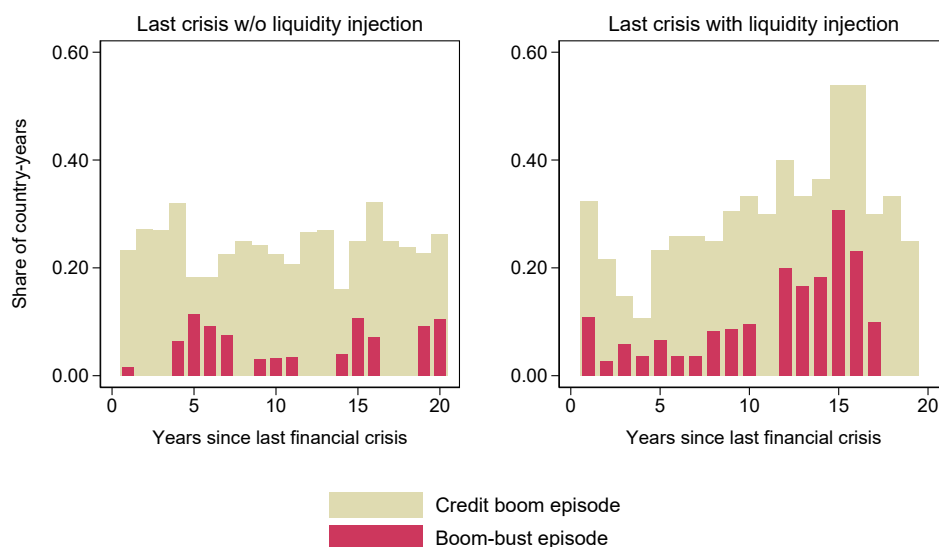 Last crisis w/o liquidity injection
Last crisis with liquidity injection
Share of country-years
0.60
0.40
0.20
0.00
0 5 10 15 20
Years since last financial crisis
0.60
0.40
0.20
0.00
0 5 10 15 20
Years since last financial crisis
Credit boom episode
Boom-bust episode